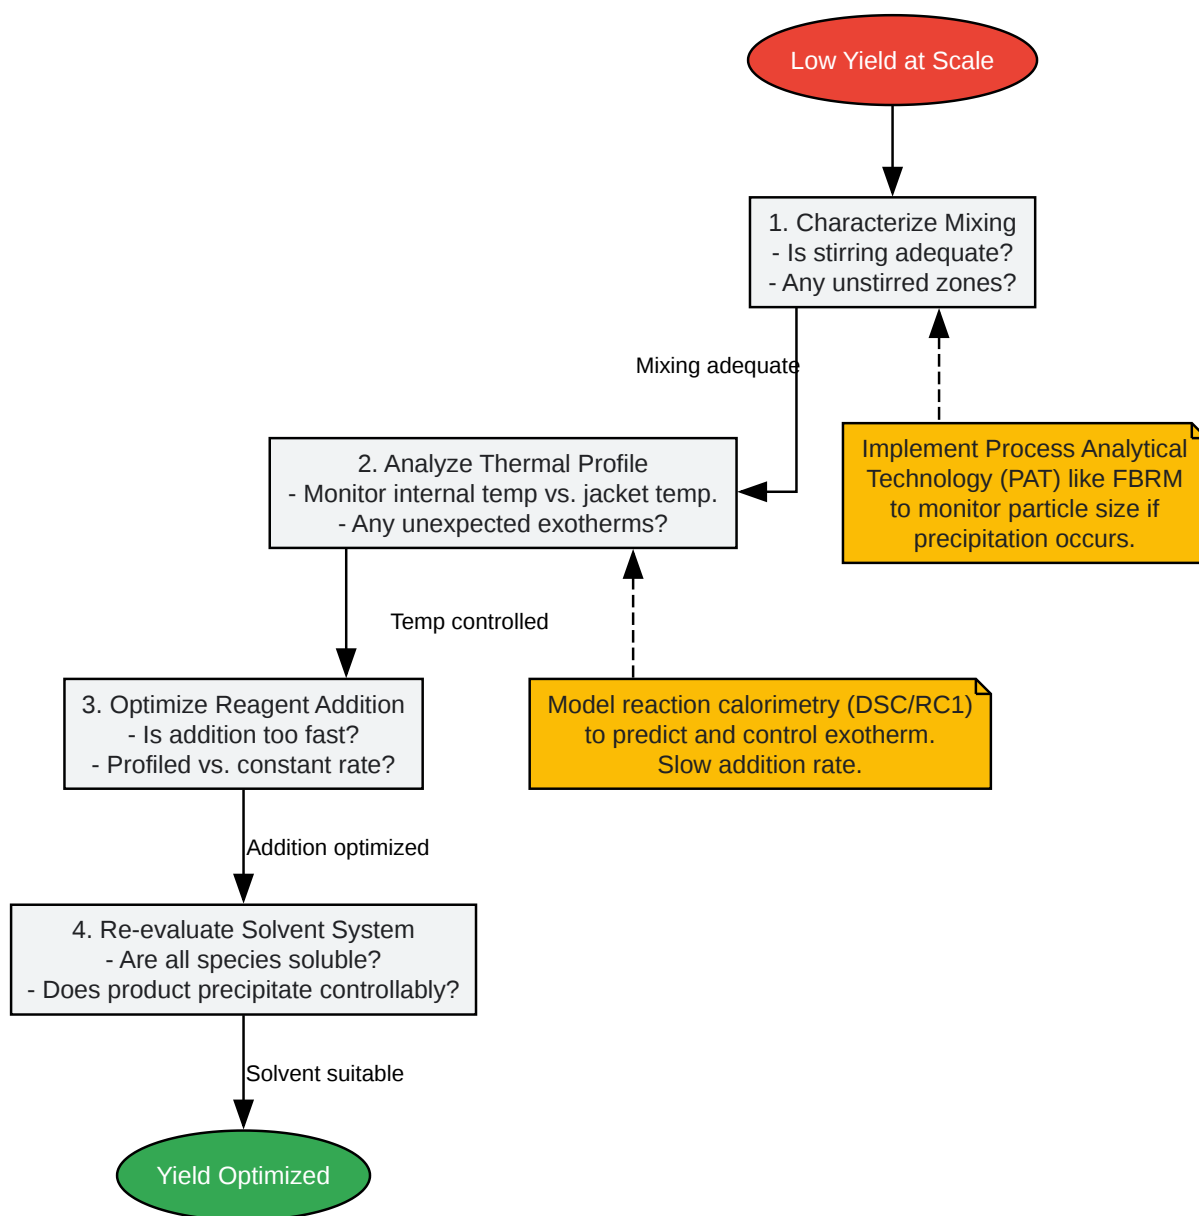 Low Yield at Scale
1. Characterize Mixing
- Is stirring adequate?
- Any unstirred zones?
Mixing adequate
Implement Process Analytical
Technology (PAT) like FBRM
to monitor particle size if
precipitation occurs.
2. Analyze Thermal Profile
- Monitor internal temp vs. jacket temp.
- Any unexpected exotherms?
Temp controlled
Model reaction calorimetry (DSC/RC1)
to predict and control exotherm.
Slow addition rate.
3. Optimize Reagent Addition
- Is addition too fast?
- Profiled vs. constant rate?
Addition optimized
4. Re-evaluate Solvent System
- Are all species soluble?
- Does product precipitate controllably?
Solvent suitable
Yield Optimized